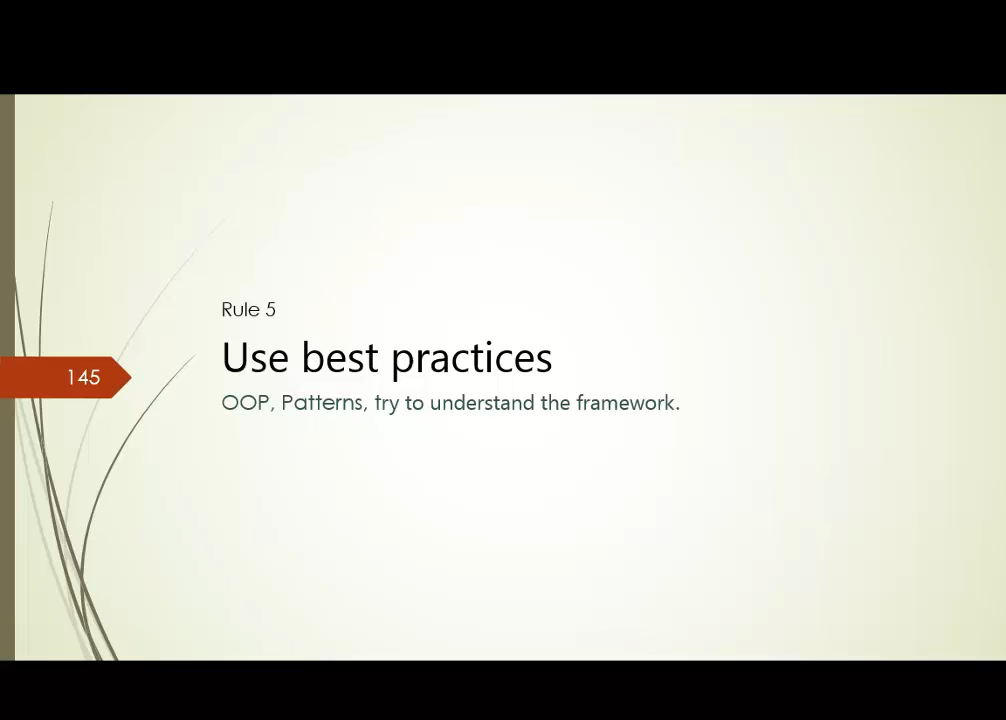 Rule 5
Use best practices
145
OOP, Patterns, try to understand the framework.